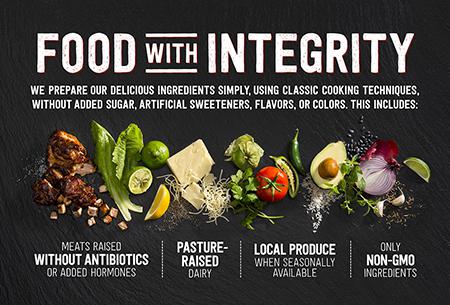 FOOD WITH INTEGRITY
WE PREPARE OUR DELICIOUS INGREDIENTS SIMPLY, USING CLASSIC COOKING TECHNIQUES,
WITHOUT ADDED SUGAR, ARTIFICIAL SWEETENERS, FLAVORS, OR COLORS. THIS INCLUDES:
MEATS RAISED
WITHOUT ANTIBIOTICS
OR ADDED HORMONES
PASTURE-
RAISED
DAIRY
LOCAL PRODUCE
WHEN SEASONALLY
AVAILABLE
ONLY
NON-GMO
INGREDIENTS